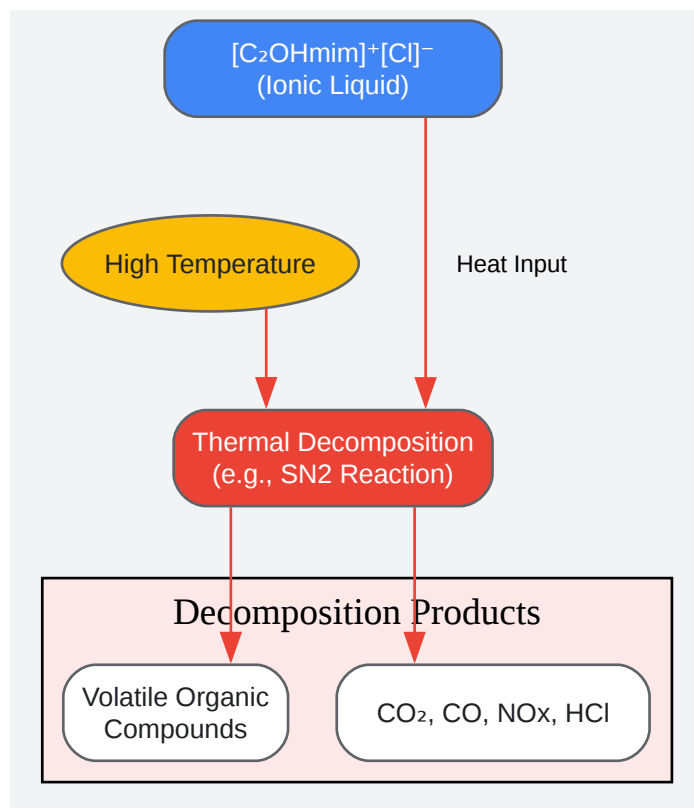 [C₂OHmim]⁺[Cl]⁻
(Ionic Liquid)
High Temperature
Heat Input
Thermal Decomposition
(e.g., SN2 Reaction)
Decomposition Products
Volatile Organic
Compounds
CO₂, CO, NOx, HCl